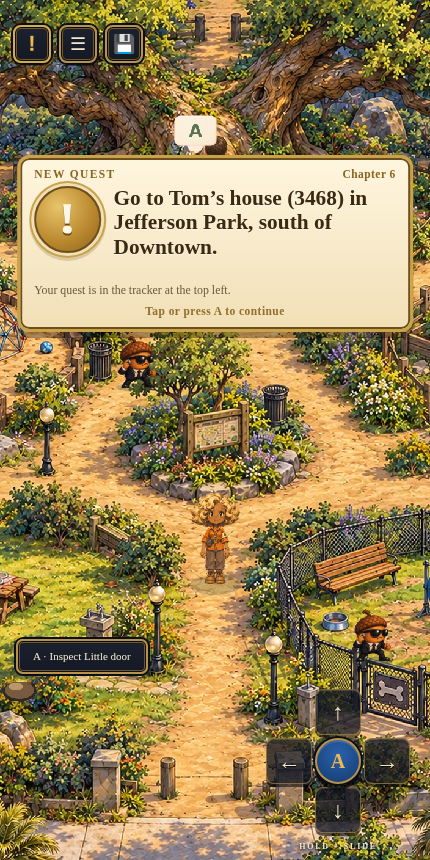 !
A
NEW QUEST
Chapter 6
!
Go to Tom’s house (3468) in
Jefferson Park, south of
Downtown.
Your quest is in the tracker at the top left.
Tap or press A to continue
A · Inspect Little door
↑
← A →
↓
HOLD · SLIDE